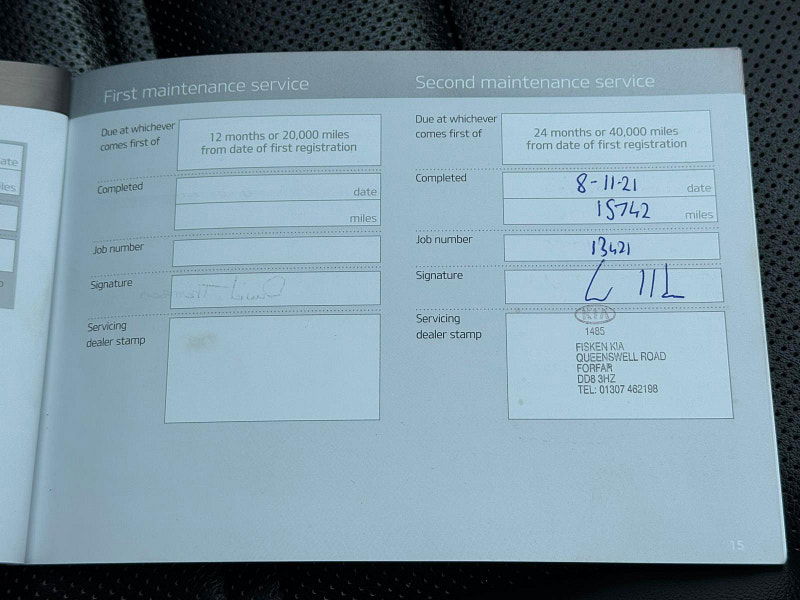 ate
les
First maintenance service
Due at whichever
comes first of
12 months or 20,000 miles
from date of first registration
Completed
date
miles
Job number
Signature
Servicing
dealer stamp
Second maintenance service
Due at whichever
comes first of
24 months or 40,000 miles
from date of first registration
Completed
8-11-21 date
15742 miles
Job number
13421
Signature
Servicing
dealer stamp
KIA
1485
FISKEN KIA
QUEENSWELL ROAD
FORFAR
DD8 3HZ
TEL: 01307 462198
15